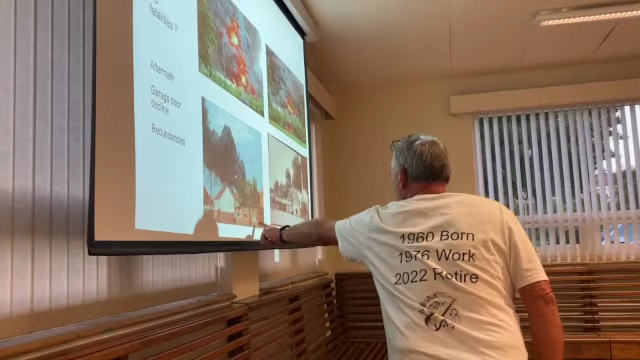 fatalities ?
Aftermath
Garage door
decline
Redundancies
1960 Born
1976 Work
2022 Retire